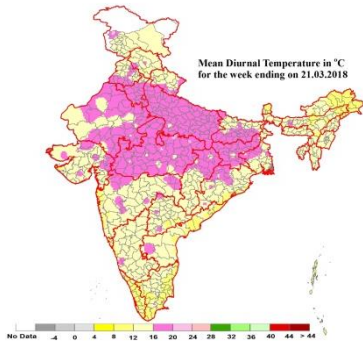 Mean Diurnal Temperature in °C
for the week ending on 21.03.2018
No Data -4 0 4 8 12 16 20 24 28 32 36 40 44 > 44